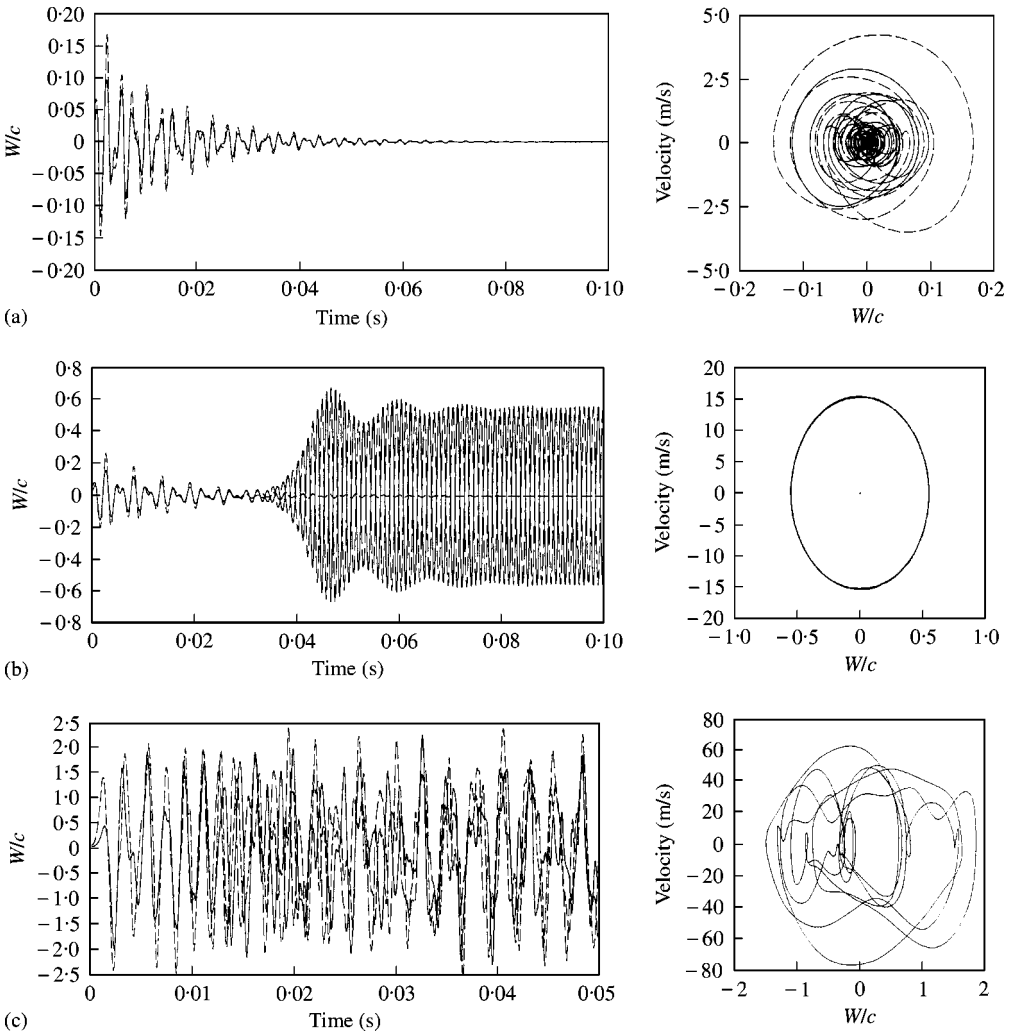 0·20
0·15
0·10
0·05
0
−0·05
−0·10
−0·15
−0·20
W/c
0 0·02 0·04 0·06 0·08 0·10
Time (s)
(a)
5·0
2·5
0
−2·5
5·0
Velocity (m/s)
−0·2 −0·1 0 0·1 0·2
W/c
0·8
0·6
0·4
0·2
0
−0·2
−0·4
−0·6
−0·8
W/c
0 0·02 0·04 0·06 0·08 0·10
Time (s)
(b)
20
15
10
5
0
−5
−10
−15
−20
Velocity (m/s)
−1·0 −0·5 0 0·5 1·0
W/c
2·5
2·0
1·5
1·0
0·5
0
−0·5
−1·0
−1·5
−2·0
−2·5
W/c
0 0·01 0·02 0·03 0·04 0·05
Time (s)
(c)
80
60
40
20
0
−20
−40
−60
−80
Velocity (m/s)
−2 −1 0 1 2
W/c